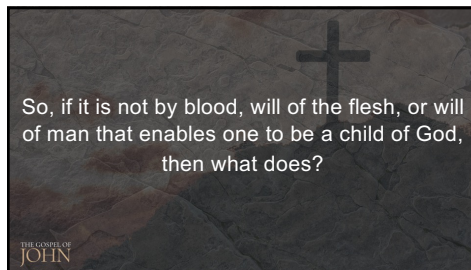 So, if it is not by blood, will of the flesh, or will
of man that enables one to be a child of God,
then what does?
THE GOSPEL OF
JOHN